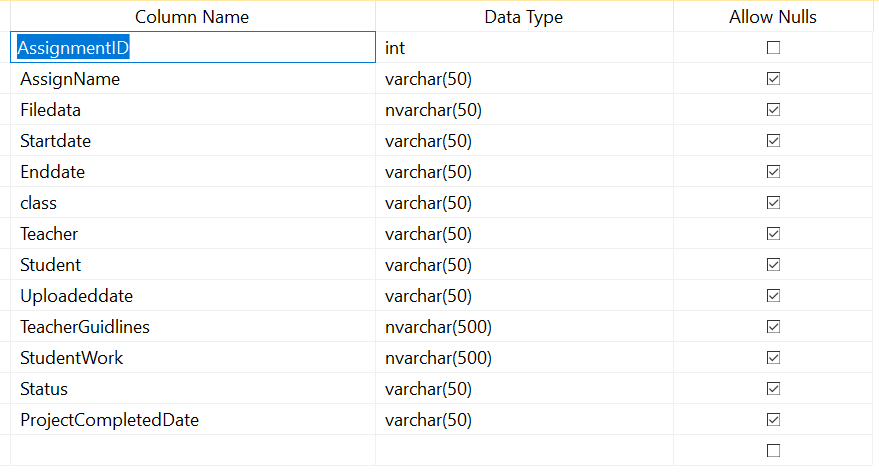 Column Name Data Type Allow Nulls
AssignmentID int
AssignName varchar(50)
Filedata nvarchar(50)
Startdate varchar(50)
Enddate varchar(50)
class varchar(50)
Teacher varchar(50)
Student varchar(50)
Uploadeddate varchar(50)
TeacherGuidlines nvarchar(500)
StudentWork nvarchar(500)
Status varchar(50)
ProjectCompletedDate varchar(50)